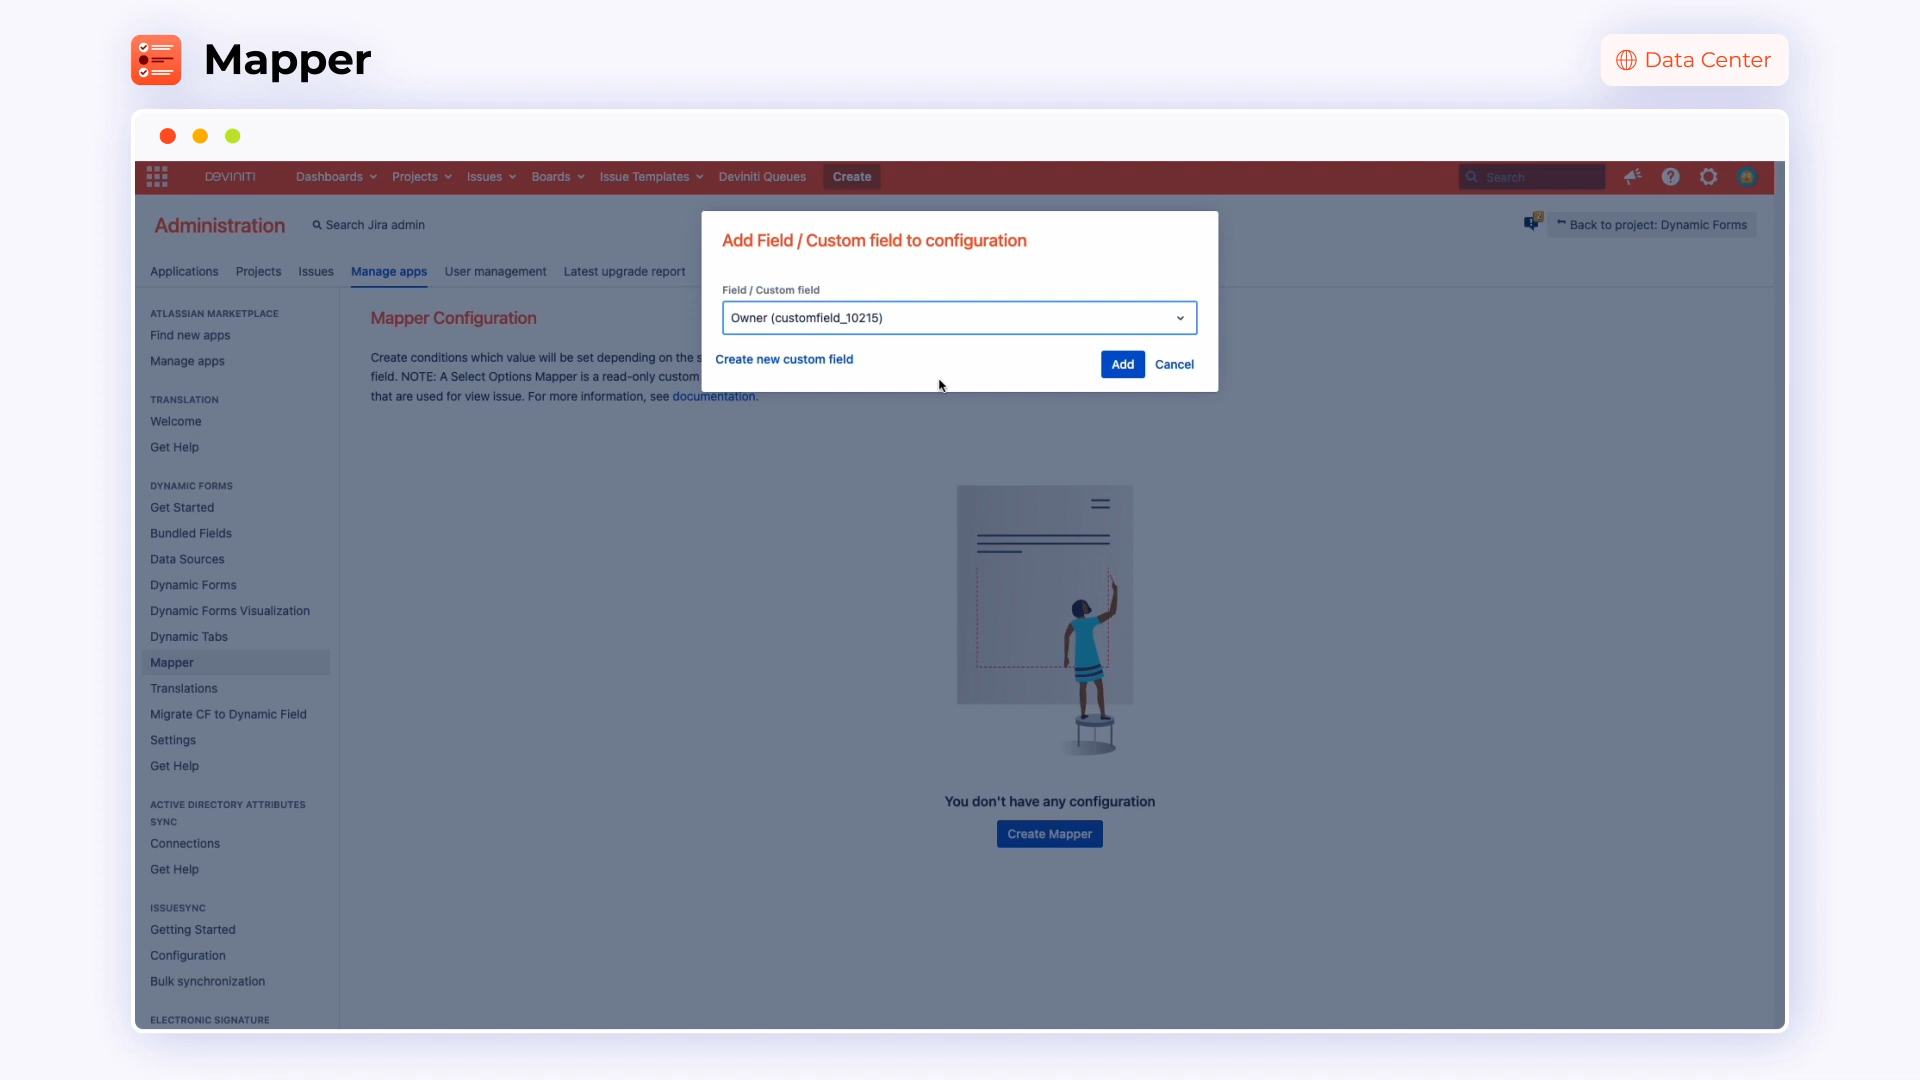 Mapper
Data Center
DEVINITI
Dashboards
Projects
Issues
Boards
Issue Templates
Deviniti Queues
Create
Search
Administration
Search Jira admin
2
Back to project: Dynamic Forms
Applications
Projects
Issues
Manage apps
User management
Latest upgrade report
ATLASSIAN MARKETPLACE
Find new apps
Manage apps
TRANSLATION
Welcome
Get Help
DYNAMIC FORMS
Get Started
Bundled Fields
Data Sources
Dynamic Forms
Dynamic Forms Visualization
Dynamic Tabs
Mapper
Translations
Migrate CF to Dynamic Field
Settings
Get Help
ACTIVE DIRECTORY ATTRIBUTES
SYNC
Connections
Get Help
ISSUESYNC
Getting Started
Configuration
Bulk synchronization
ELECTRONIC SIGNATURE
Mapper Configuration
Create conditions which value will be set depending on the s
field. NOTE: A Select Options Mapper is a read-only custom
that are used for view issue. For more information, see documentation.
Add Field / Custom field to configuration
Field / Custom field
Owner (customfield_10215)
Create new custom field
Add
Cancel
You don't have any configuration
Create Mapper